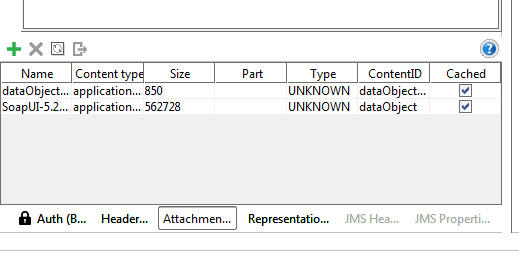 ?
Name Content type Size Part Type ContentID Cached
dataObject... application... 850 UNKNOWN dataObject...
SoapUI-5.2... application... 562728 UNKNOWN dataObject
Auth (B... Header... Attachmen... Representatio... JMS Hea... JMS Properti...